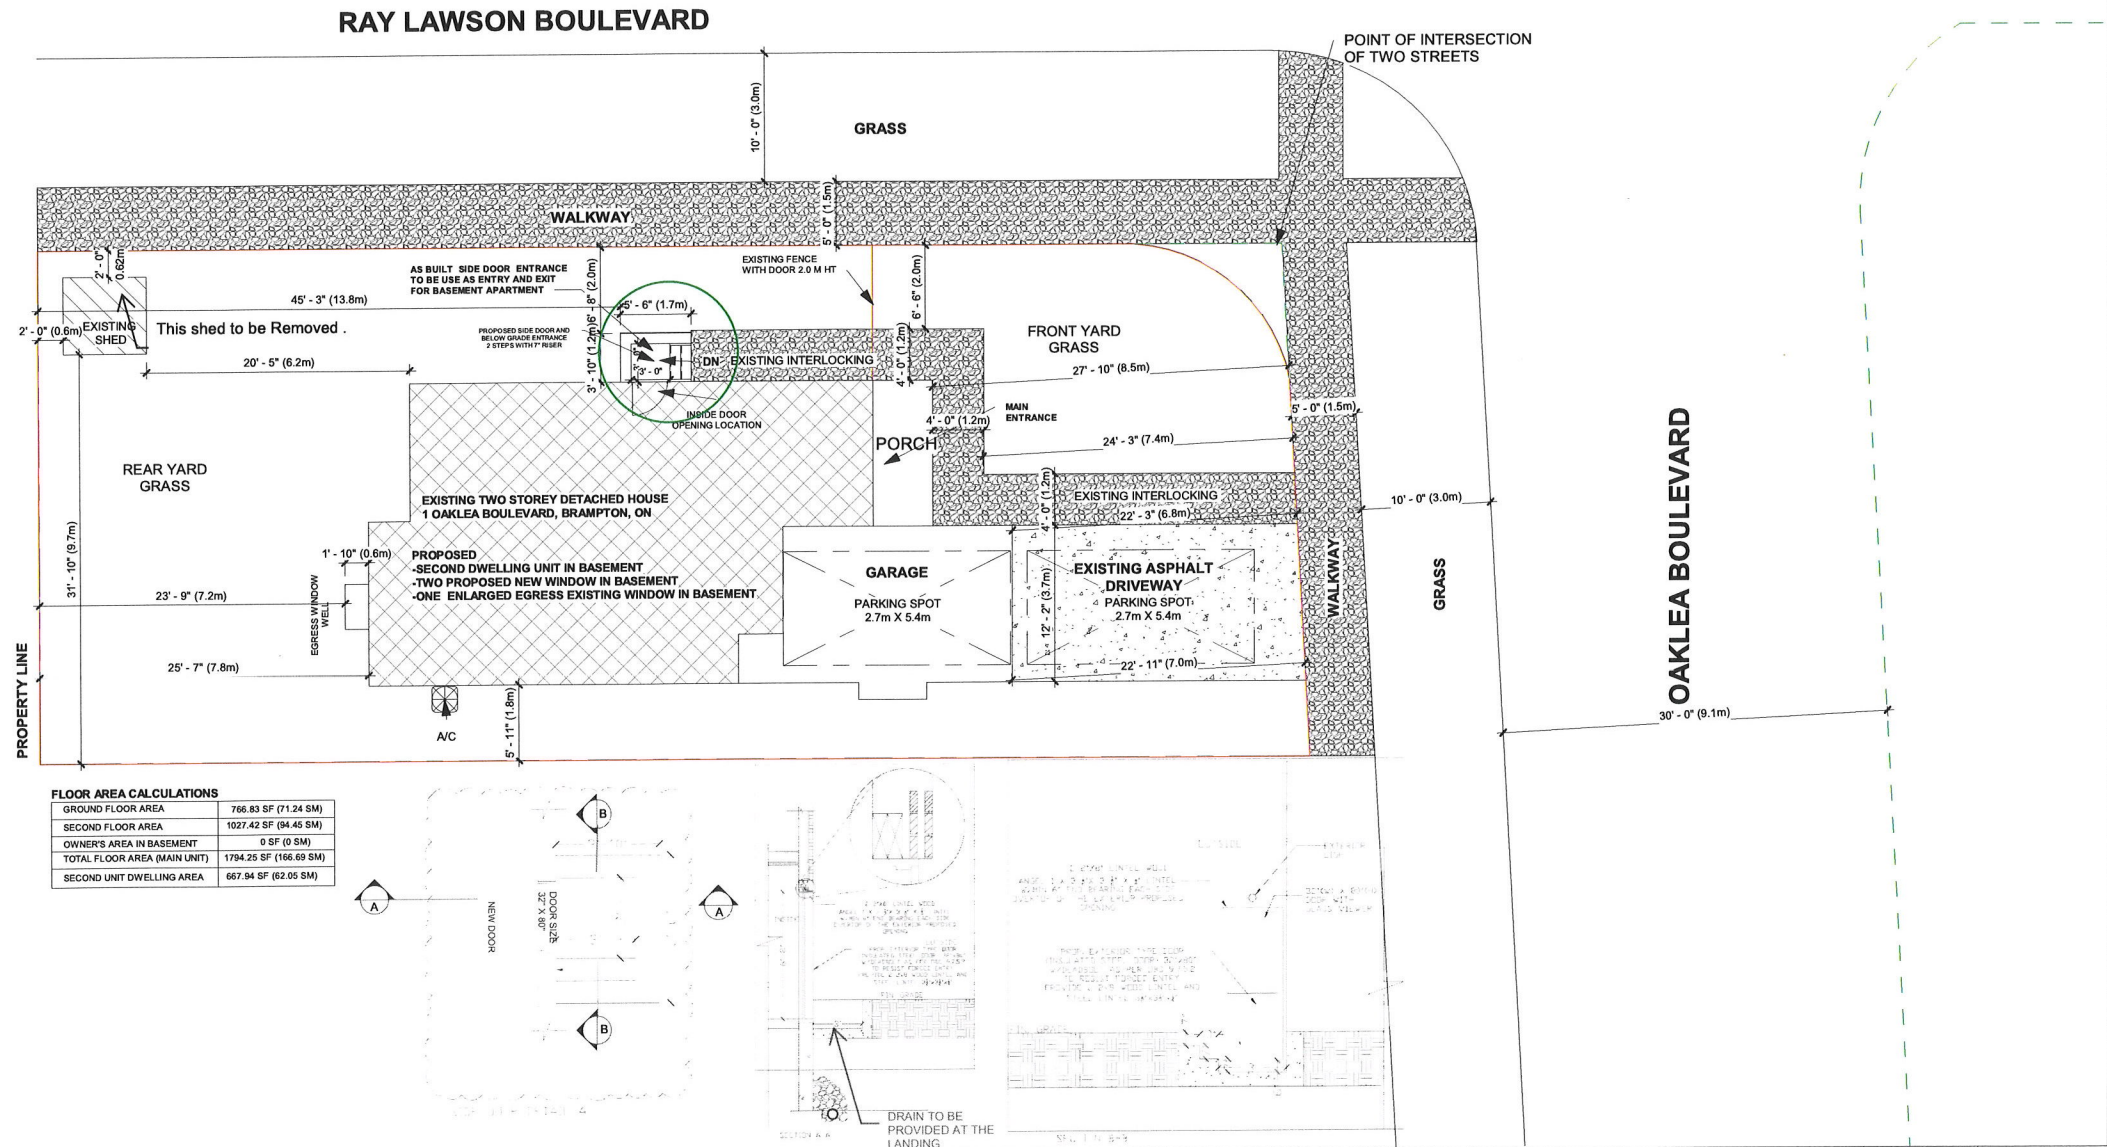 RAY LAWSON BOULEVARD
POINT OF INTERSECTION
OF TWO STREETS
10' - 0" (3.0m)
GRASS
WALKWAY
5' - 0" (1.5m)
2' - 0"
0.62m
AS BUILT SIDE DOOR ENTRANCE
TO BE USE AS ENTRY AND EXIT
FOR BASEMENT APARTMENT
6' - 8" (2.0m)
EXISTING FENCE
WITH DOOR 2.0 M HT
6' - 6" (2.0m)
45' - 3" (13.8m)
5' - 6" (1.7m)
2' - 0" (0.6m)
EXISTING
SHED
This shed to be Removed .
PROPOSED SIDE DOOR AND
BELOW GRADE ENTRANCE
2 STEPS WITH 7" RISER
3' - 10" (1.2m)
3' - 0"
DN
EXISTING INTERLOCKING
4' - 0" (1.2m)
FRONT YARD
GRASS
20' - 5" (6.2m)
27' - 10" (8.5m)
INSIDE DOOR
OPENING LOCATION
MAIN
ENTRANCE
4' - 0" (1.2m)
5' - 0" (1.5m)
PORCH
24' - 3" (7.4m)
REAR YARD
GRASS
EXISTING TWO STOREY DETACHED HOUSE
1 OAKLEA BOULEVARD, BRAMPTON, ON
4' - 0" (1.2m)
EXISTING INTERLOCKING
22' - 3" (6.8m)
10' - 0" (3.0m)
31' - 10" (9.7m)
1' - 10" (0.6m)
PROPOSED
-SECOND DWELLING UNIT IN BASEMENT
-TWO PROPOSED NEW WINDOW IN BASEMENT
-ONE ENLARGED EGRESS EXISTING WINDOW IN BASEMENT
GARAGE
PARKING SPOT
2.7m X 5.4m
EXISTING ASPHALT
DRIVEWAY
PARKING SPOT
2.7m X 5.4m
12' - 2" (3.7m)
WALKWAY
GRASS
OAKLEA BOULEVARD
23' - 9" (7.2m)
EGRESS WINDOW
WELL
25' - 7" (7.8m)
22' - 11" (7.0m)
PROPERTY LINE
A/C
5' - 11" (1.8m)
30' - 0" (9.1m)
FLOOR AREA CALCULATIONS
GROUND FLOOR AREA 766.83 SF (71.24 SM)
SECOND FLOOR AREA 1027.42 SF (94.45 SM)
OWNER'S AREA IN BASEMENT 0 SF (0 SM)
TOTAL FLOOR AREA (MAIN UNIT) 1794.25 SF (166.69 SM)
SECOND UNIT DWELLING AREA 667.94 SF (62.05 SM)
B
A
NEW DOOR
DOOR SIZE
32" X 80"
A
B
DRAIN TO BE
PROVIDED AT THE
LANDING
SECTION A-A